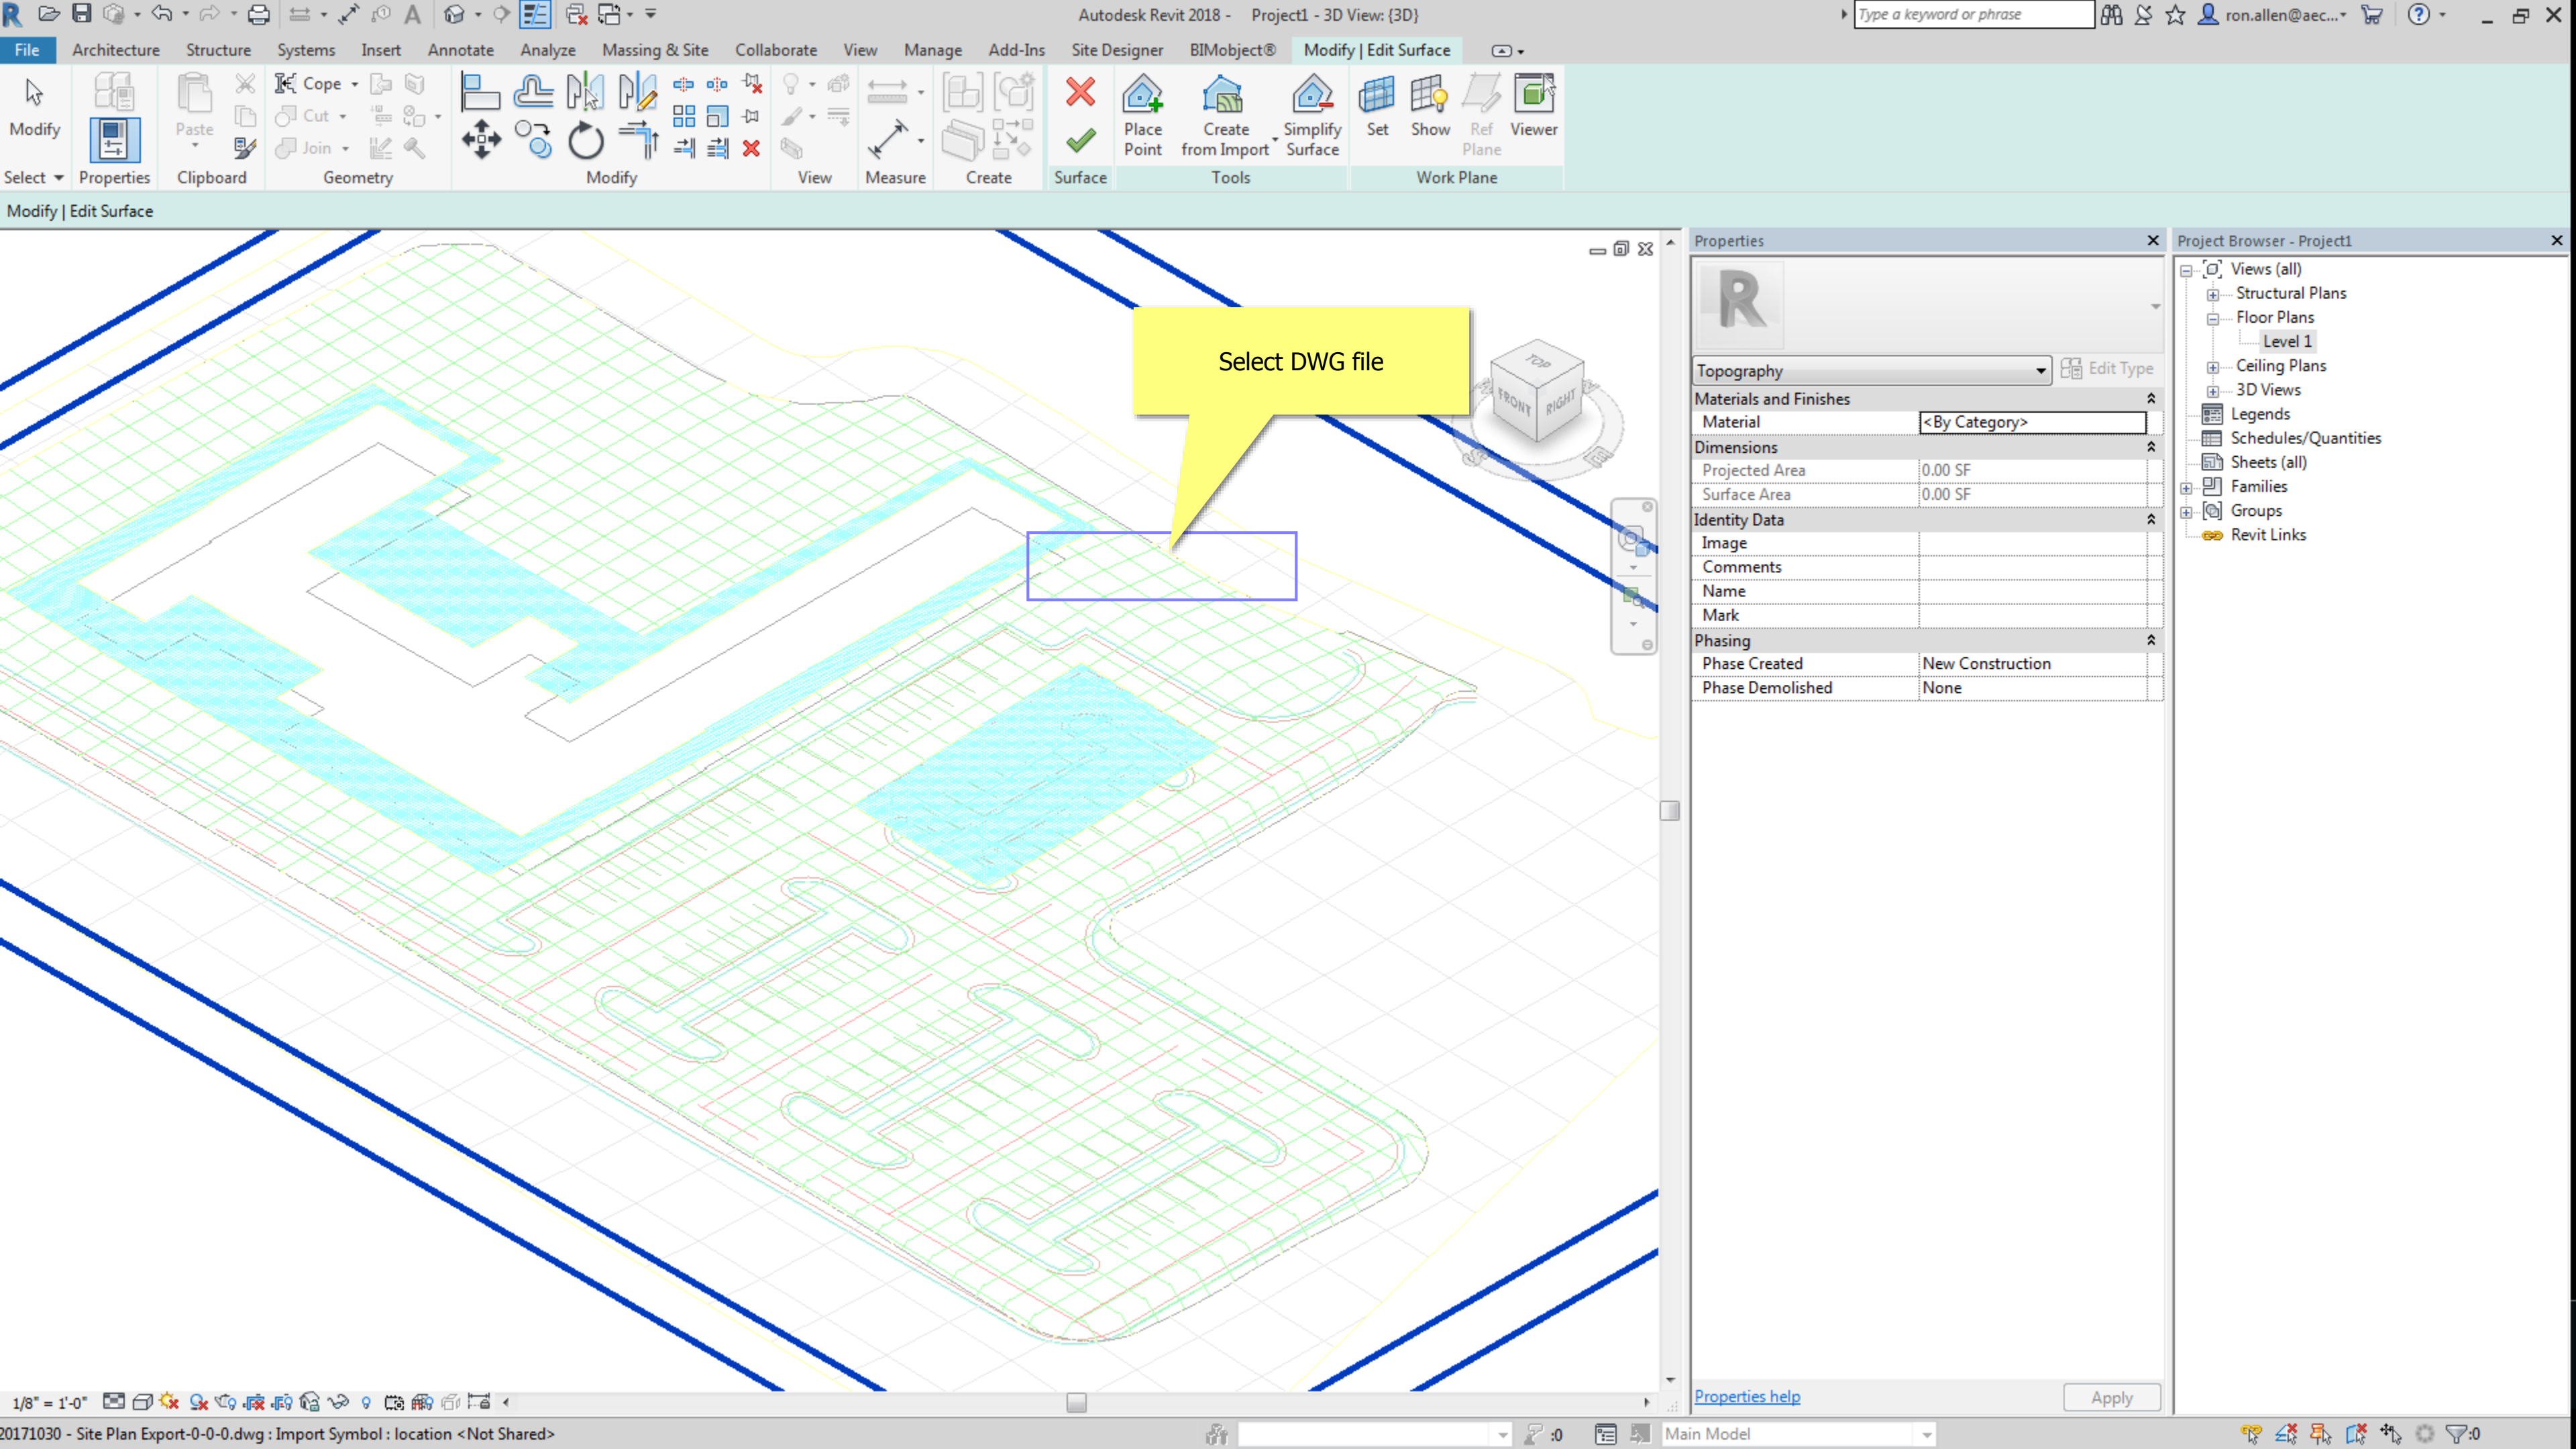 Autodesk Revit 2018 - Project1 - 3D View: {3D}
Type a keyword or phrase
ron.allen@aec...
File Architecture Structure Systems Insert Annotate Analyze Massing & Site Collaborate View Manage Add-Ins Site Designer BIMobject® Modify | Edit Surface
Modify
Paste
Cope
Cut
Join
Place Point
Create from Import
Simplify Surface
Set
Show
Ref Plane
Viewer
Select Properties Clipboard Geometry Modify View Measure Create Surface Tools Work Plane
Modify | Edit Surface
Select DWG file
TOP
FRONT
RIGHT
Properties
R
Topography
Edit Type
Materials and Finishes
Material <By Category>
Dimensions
Projected Area 0.00 SF
Surface Area 0.00 SF
Identity Data
Image
Comments
Name
Mark
Phasing
Phase Created New Construction
Phase Demolished None
Properties help
Apply
Project Browser - Project1
Views (all)
Structural Plans
Floor Plans
Level 1
Ceiling Plans
3D Views
Legends
Schedules/Quantities
Sheets (all)
Families
Groups
Revit Links
1/8" = 1'-0"
20171030 - Site Plan Export-0-0-0.dwg : Import Symbol : location <Not Shared>
:0
Main Model
:0